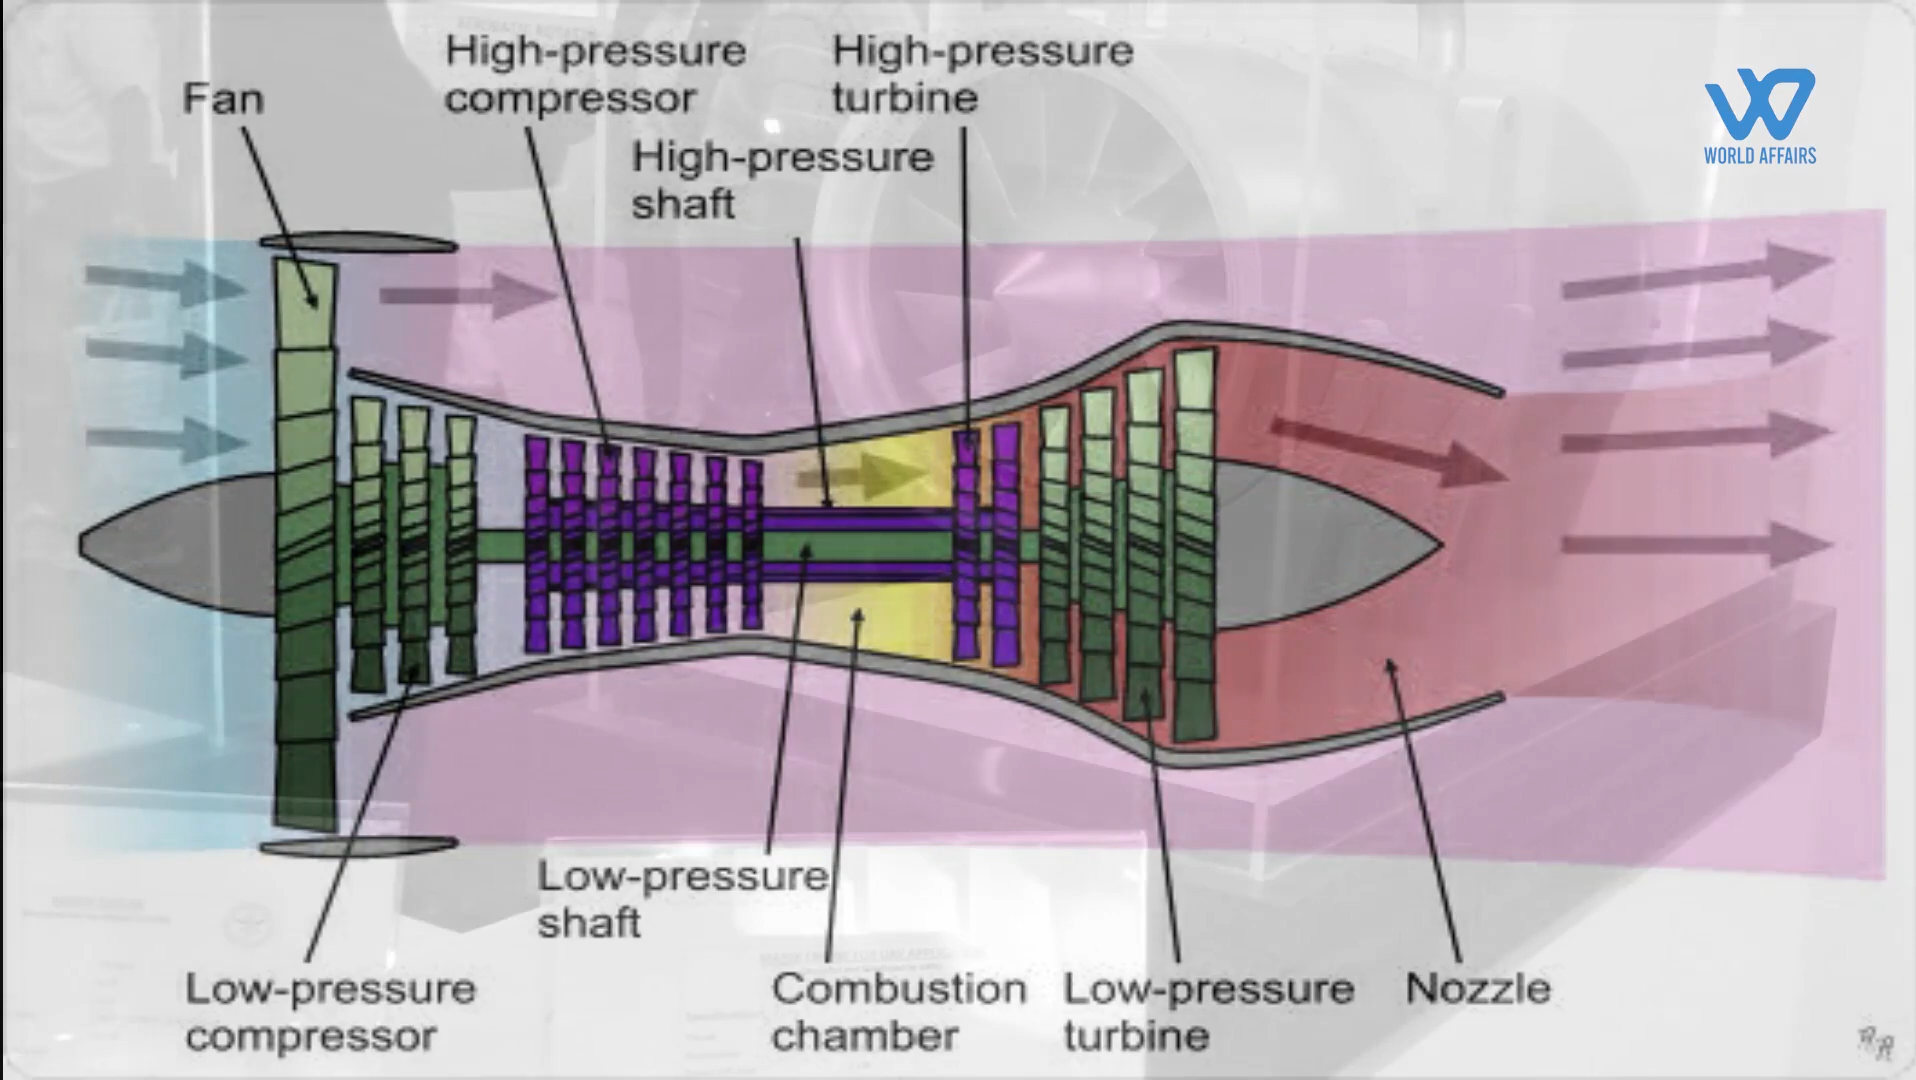 High-pressure
compressor
High-pressure
turbine
Fan
High-pressure
shaft
WORLD AFFAIRS
Low-pressure
shaft
Low-pressure
compressor
Combustion
chamber
Low-pressure
turbine
Nozzle